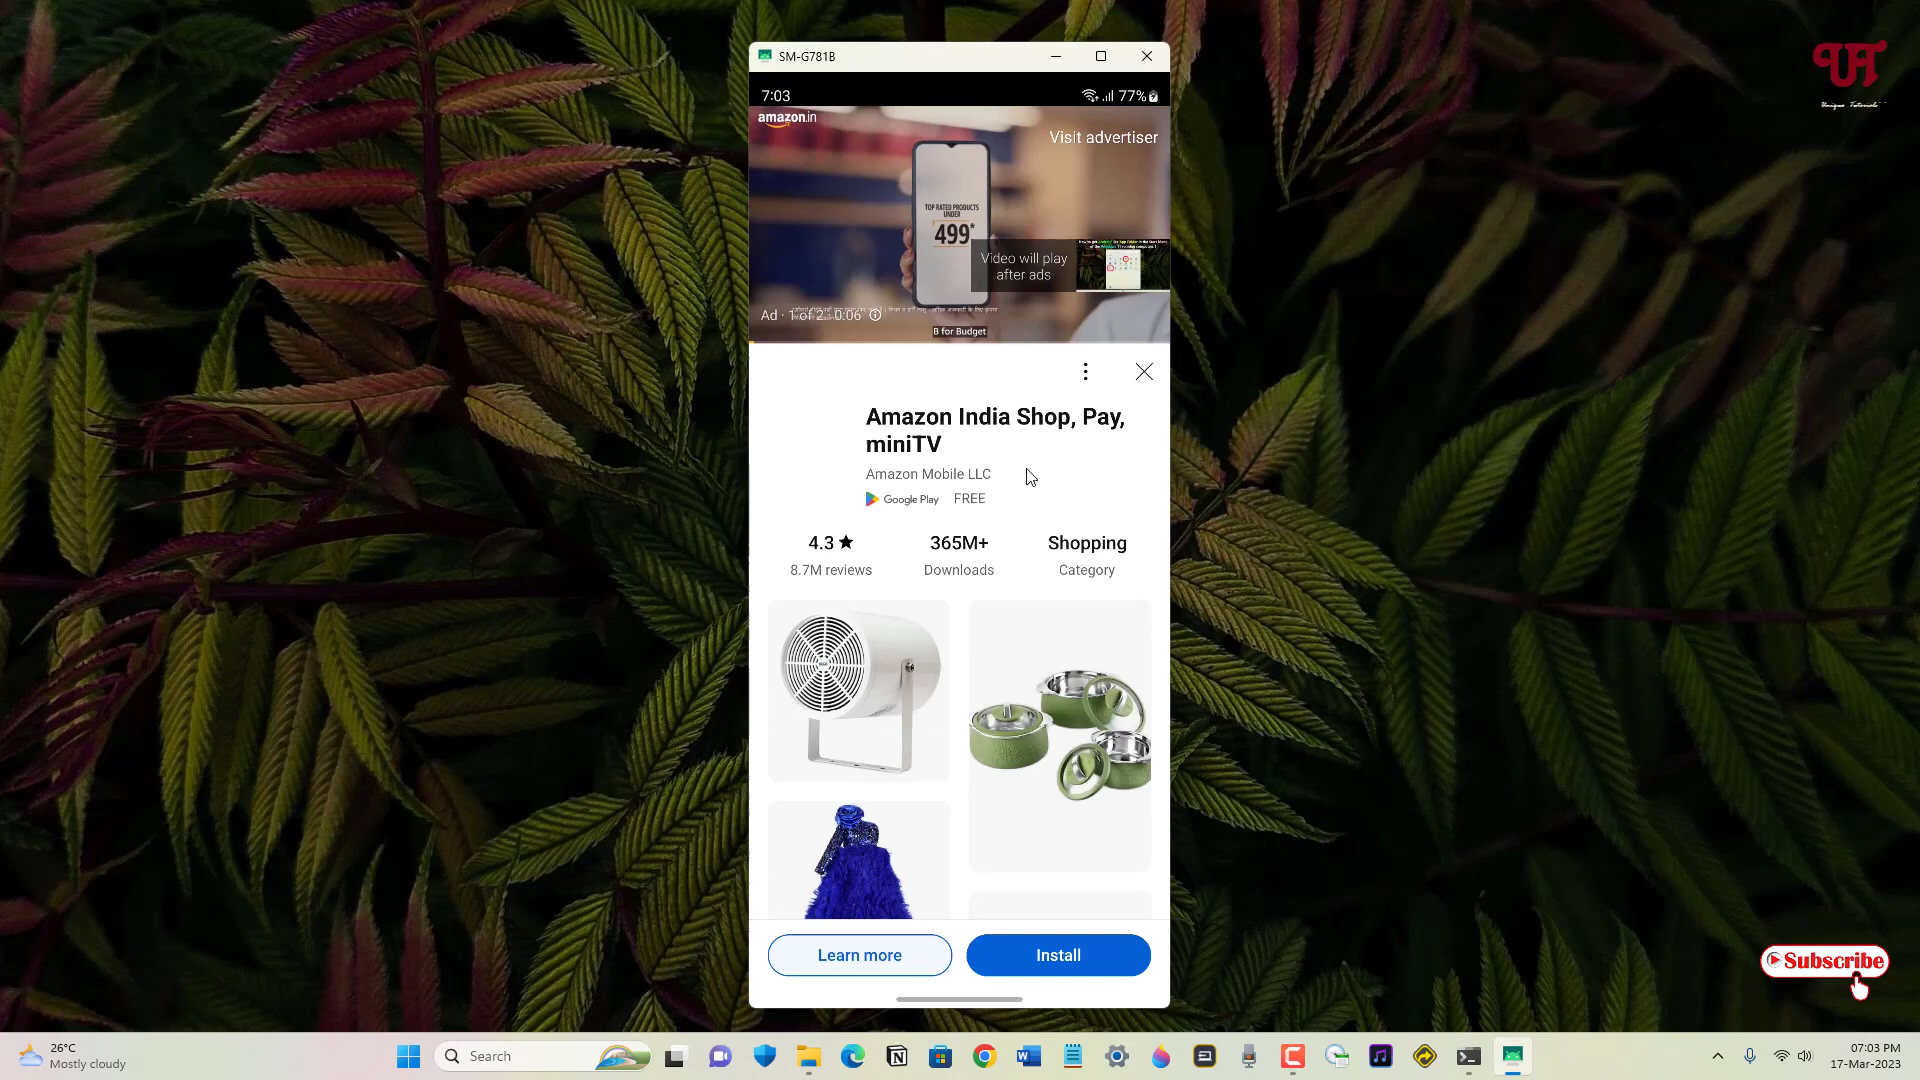 SM-G781B
7:03
77%
amazon.in
Visit advertiser
TOP RATED PRODUCTS
UNDER
499*
Video will play
after ads
Ad · 1 of 2 · 0:06
B for Budget
Amazon India Shop, Pay,
miniTV
Amazon Mobile LLC
Google Play FREE
4.3 ★ 365M+ Shopping
8.7M reviews Downloads Category
Learn more Install
Unique Tutorials
Subscribe
26°C
Mostly cloudy
Search
07:03 PM
17-Mar-2023